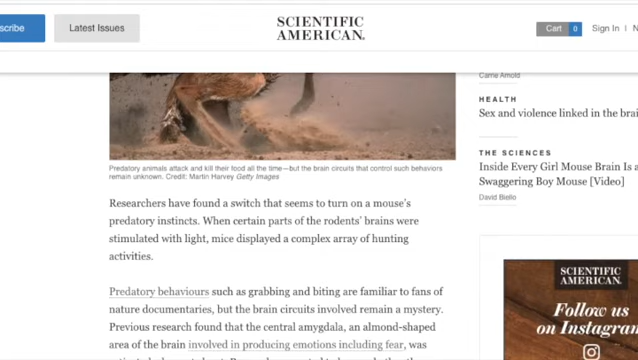 scribe
Latest Issues
SCIENTIFIC
AMERICAN.
Cart 0 Sign In |
Predatory animals attack and kill their food all the time—but the brain circuits that control such behaviors
remain unknown. Credit: Martin Harvey Getty Images
Researchers have found a switch that seems to turn on a mouse's
predatory instincts. When certain parts of the rodents' brains were
stimulated with light, mice displayed a complex array of hunting
activities.
Predatory behaviours such as grabbing and biting are familiar to fans of
nature documentaries, but the brain circuits involved remain a mystery.
Previous research found that the central amygdala, an almond-shaped
area of the brain involved in producing emotions including fear, was
Carrie Arnold
HEALTH
Sex and violence linked in the brai
THE SCIENCES
Inside Every Girl Mouse Brain Is a
Swaggering Boy Mouse [Video]
David Biello
SCIENTIFIC
AMERICAN.
Follow us
on Instagram